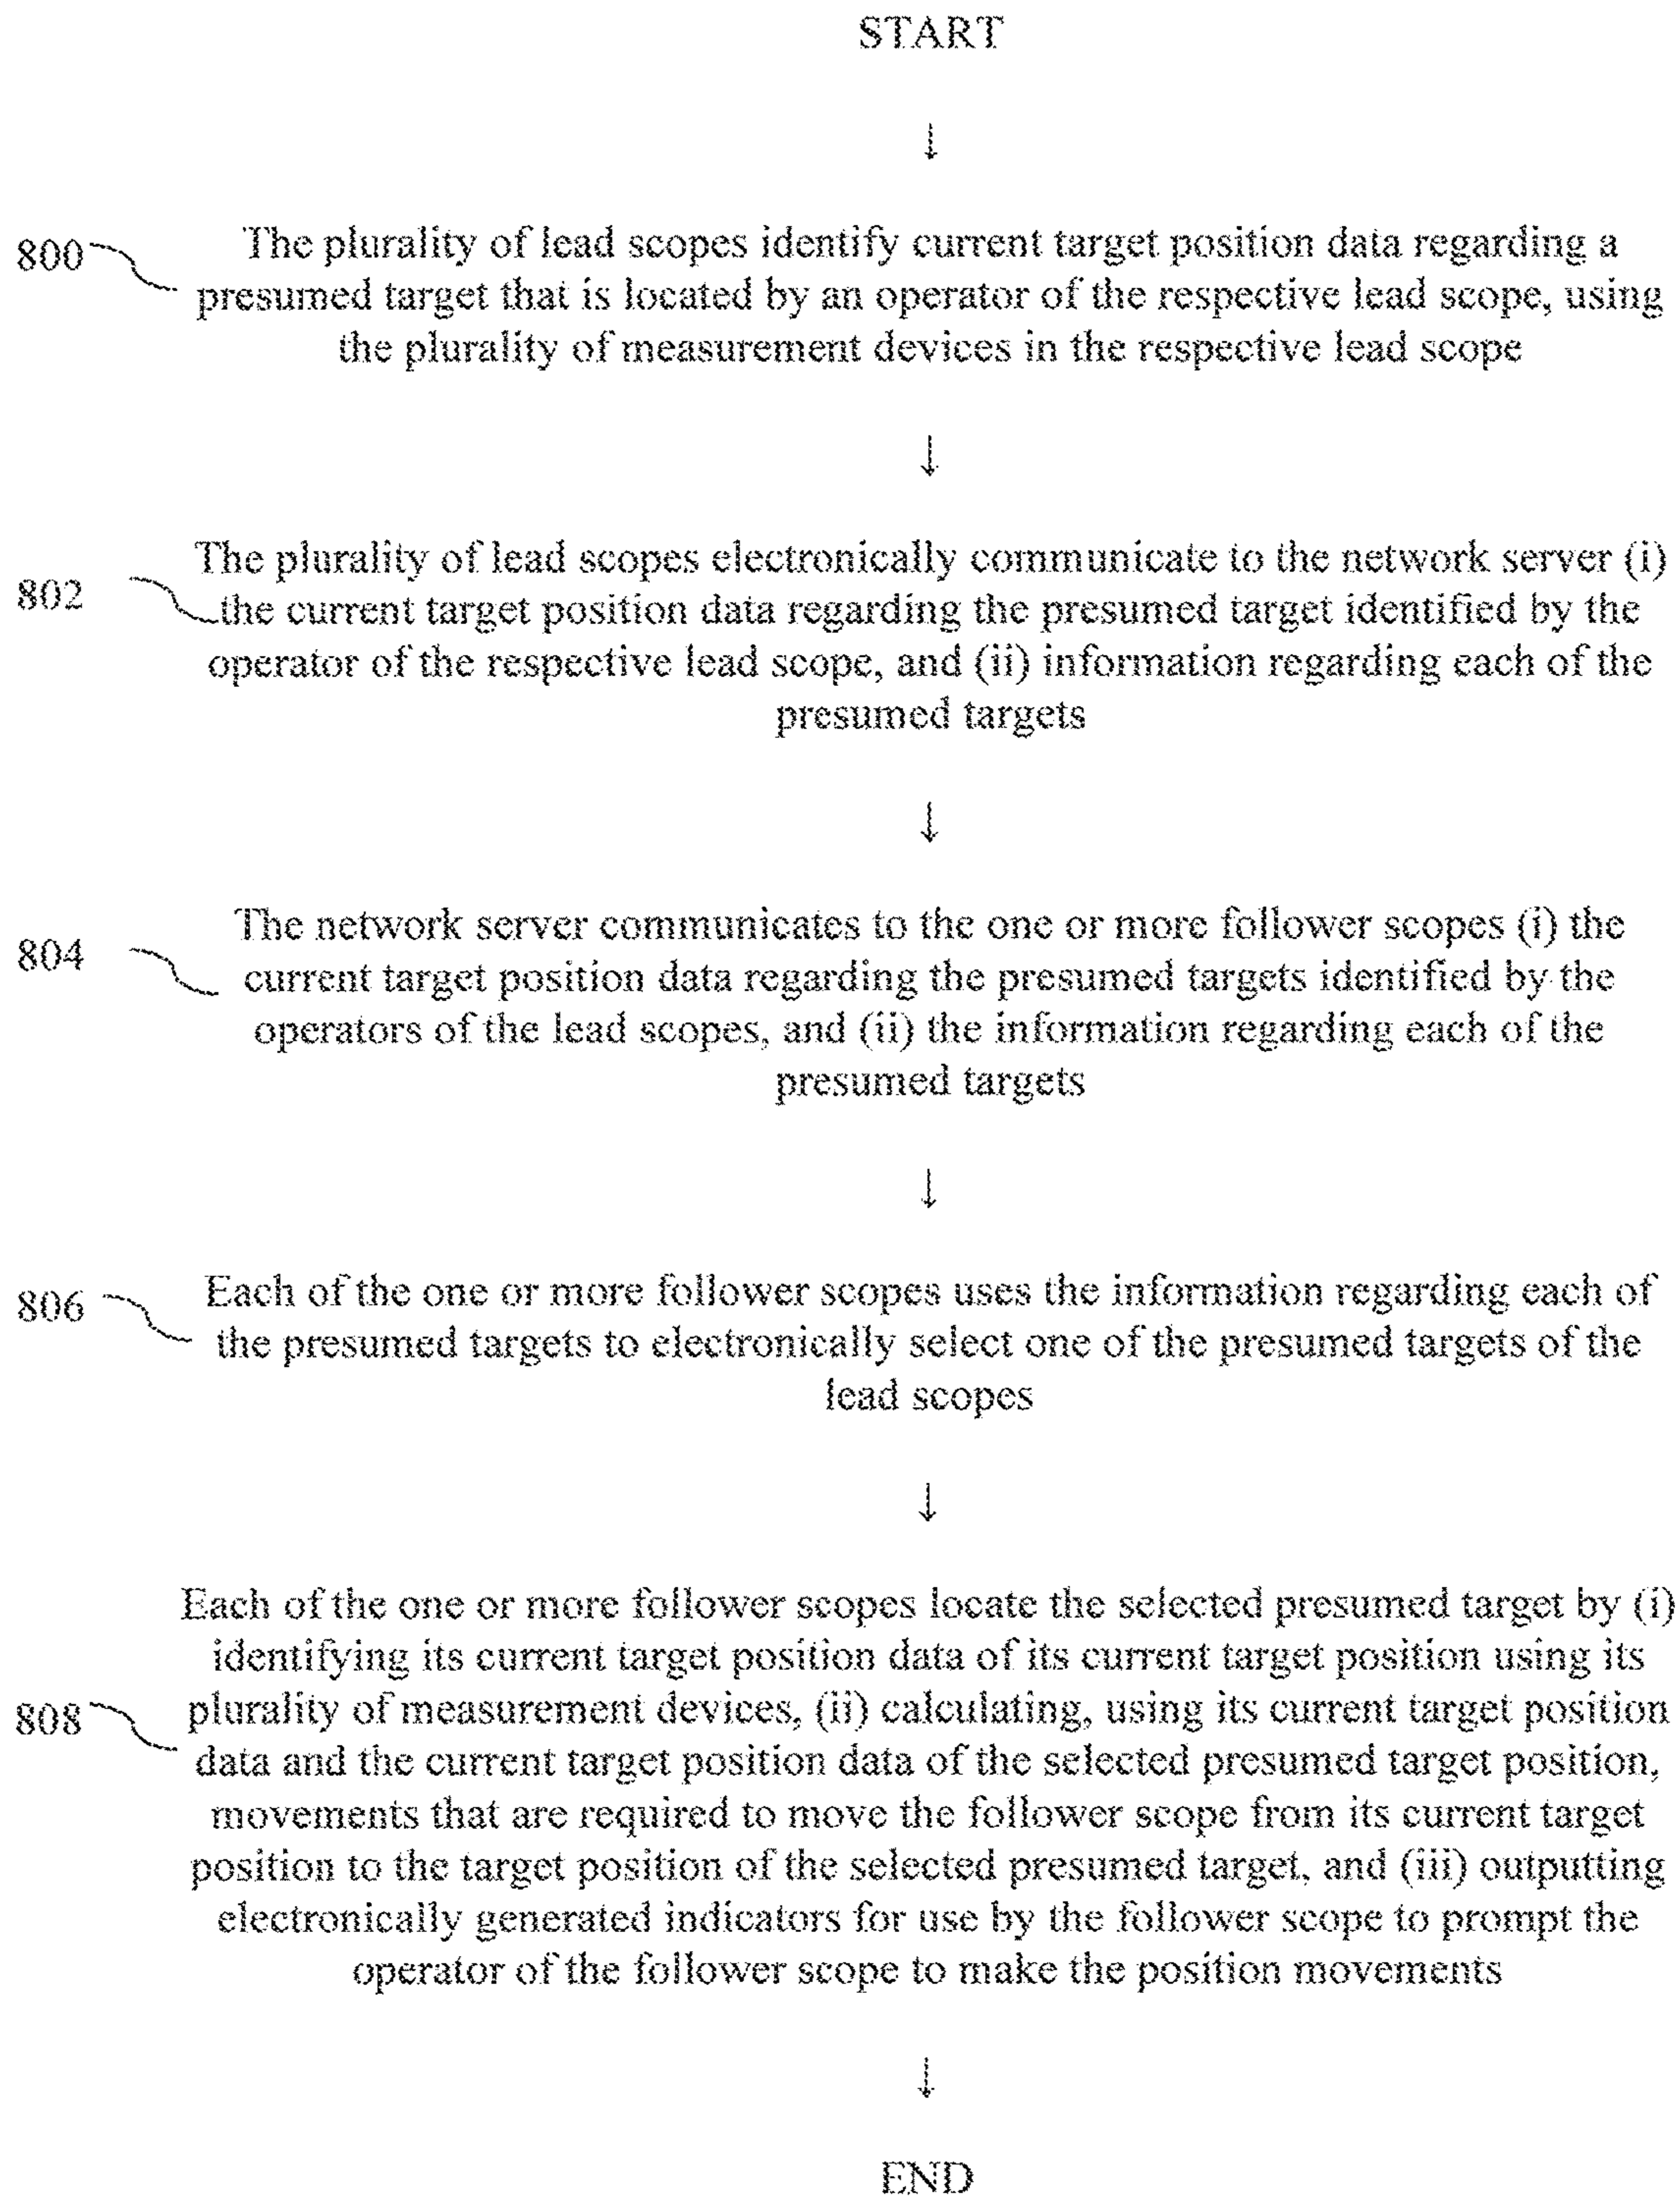 START
↓
800
The plurality of lead scopes identify current target position data regarding a
presumed target that is located by an operator of the respective lead scope, using
the plurality of measurement devices in the respective lead scope
↓
The plurality of lead scopes electronically communicate to the network server (i)
802
the current target position data regarding the presumed target identified by the
operator of the respective lead scope, and (ii) information regarding each of the
presumed targets
↓
The network server communicates to the one or more follower scopes (i) the
804
current target position data regarding the presumed targets identified by the
operators of the lead scopes, and (ii) the information regarding each of the
presumed targets
↓
806
Each of the one or more follower scopes uses the information regarding each of
the presumed targets to electronically select one of the presumed targets of the
lead scopes
↓
Each of the one or more follower scopes locate the selected presumed target by (i)
identifying its current target position data of its current target position using its
808
plurality of measurement devices, (ii) calculating, using its current target position
data and the current target position data of the selected presumed target position,
movements that are required to move the follower scope from its current target
position to the target position of the selected presumed target, and (iii) outputting
electronically generated indicators for use by the follower scope to prompt the
operator of the follower scope to make the position movements
↓
END